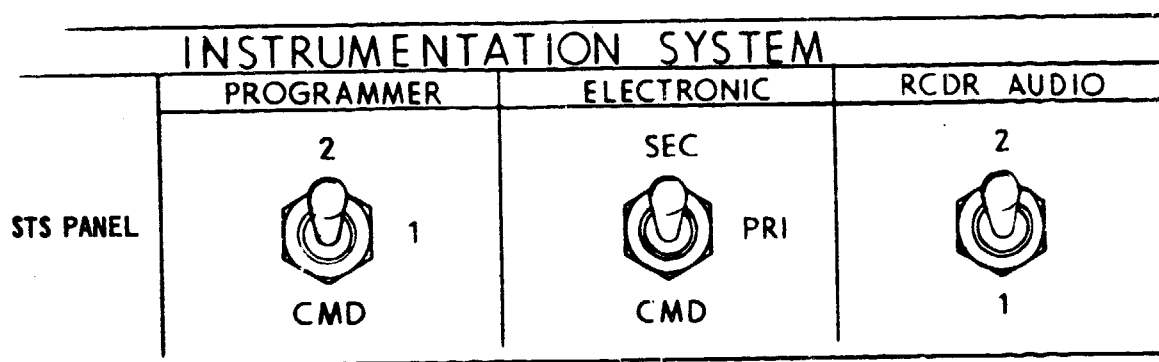 INSTRUMENTATION SYSTEM
PROGRAMMER ELECTRONIC RCDR AUDIO
2 SEC 2
STS PANEL 1 PRI
CMD CMD 1